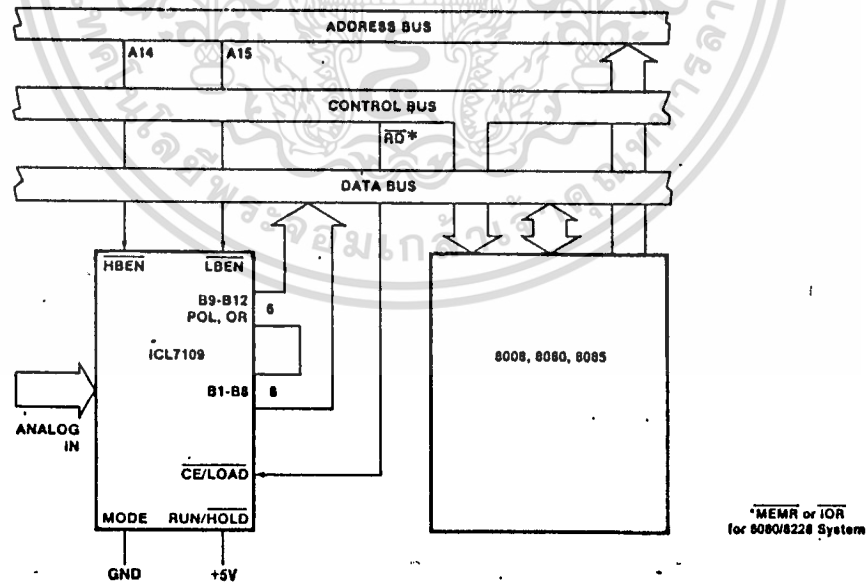 ADDRESS BUS
A14
A15
CONTROL BUS
RD*
DATA BUS
HBEN
LBEN
B9-B12
POL, OR
6
ICL7109
8008, 8080, 8085
B1-B8
8
ANALOG
IN
CE/LOAD
MODE
RUN/HOLD
*MEMR or IOR
for 8080/8228 System
GND
+5V